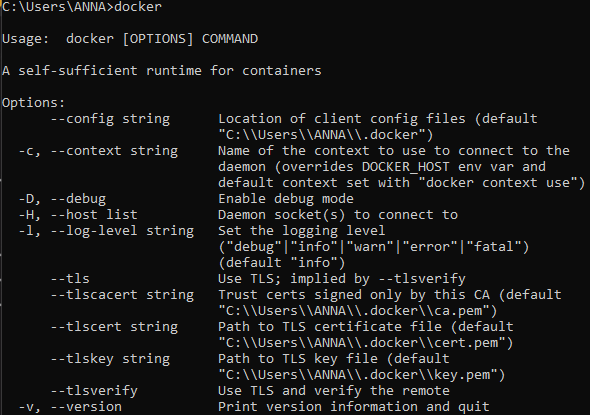 C:\Users\ANNA>docker
Usage:  docker [OPTIONS] COMMAND
A self-sufficient runtime for containers
Options:
      --config string      Location of client config files (default
                           "C:\\Users\\ANNA\\.docker")
  -c, --context string     Name of the context to use to connect to the
                           daemon (overrides DOCKER_HOST env var and
                           default context set with "docker context use")
  -D, --debug              Enable debug mode
  -H, --host list          Daemon socket(s) to connect to
  -l, --log-level string   Set the logging level
                           ("debug"|"info"|"warn"|"error"|"fatal")
                           (default "info")
      --tls                Use TLS; implied by --tlsverify
      --tlscacert string   Trust certs signed only by this CA (default
                           "C:\\Users\\ANNA\\.docker\\ca.pem")
      --tlscert string     Path to TLS certificate file (default
                           "C:\\Users\\ANNA\\.docker\\cert.pem")
      --tlskey string      Path to TLS key file (default
                           "C:\\Users\\ANNA\\.docker\\key.pem")
      --tlsverify          Use TLS and verify the remote
  -v, --version            Print version information and quit